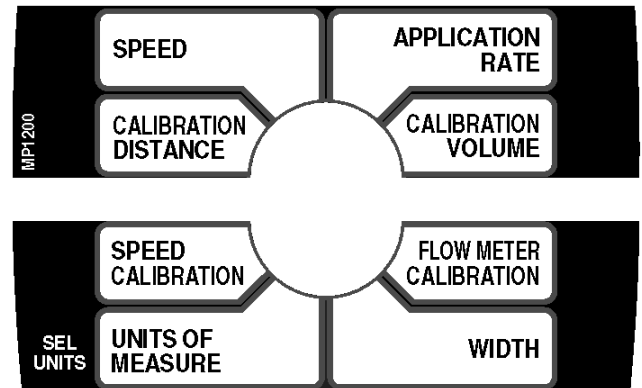 SPEED
APPLICATION
RATE
MP1200
CALIBRATION
DISTANCE
CALIBRATION
VOLUME
SPEED
CALIBRATION
FLOW METER
CALIBRATION
SEL
UNITS
UNITS OF
MEASURE
WIDTH